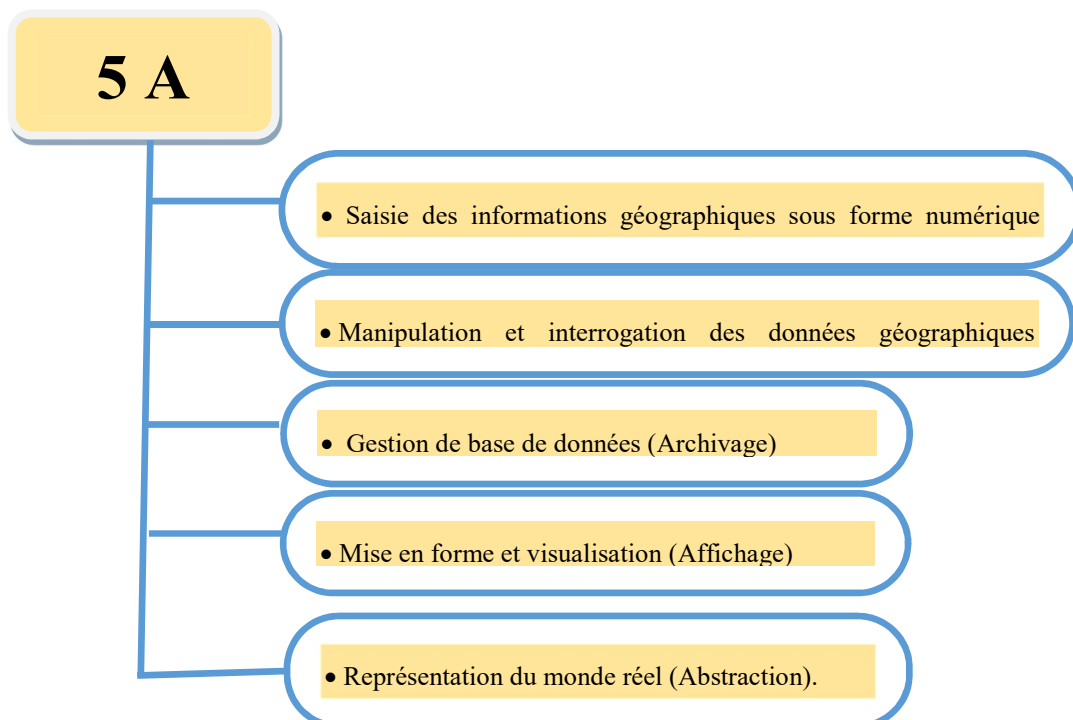 5 A
• Saisie des informations géographiques sous forme numérique
• Manipulation et interrogation des données géographiques
• Gestion de base de données (Archivage)
• Mise en forme et visualisation (Affichage)
• Représentation du monde réel (Abstraction).